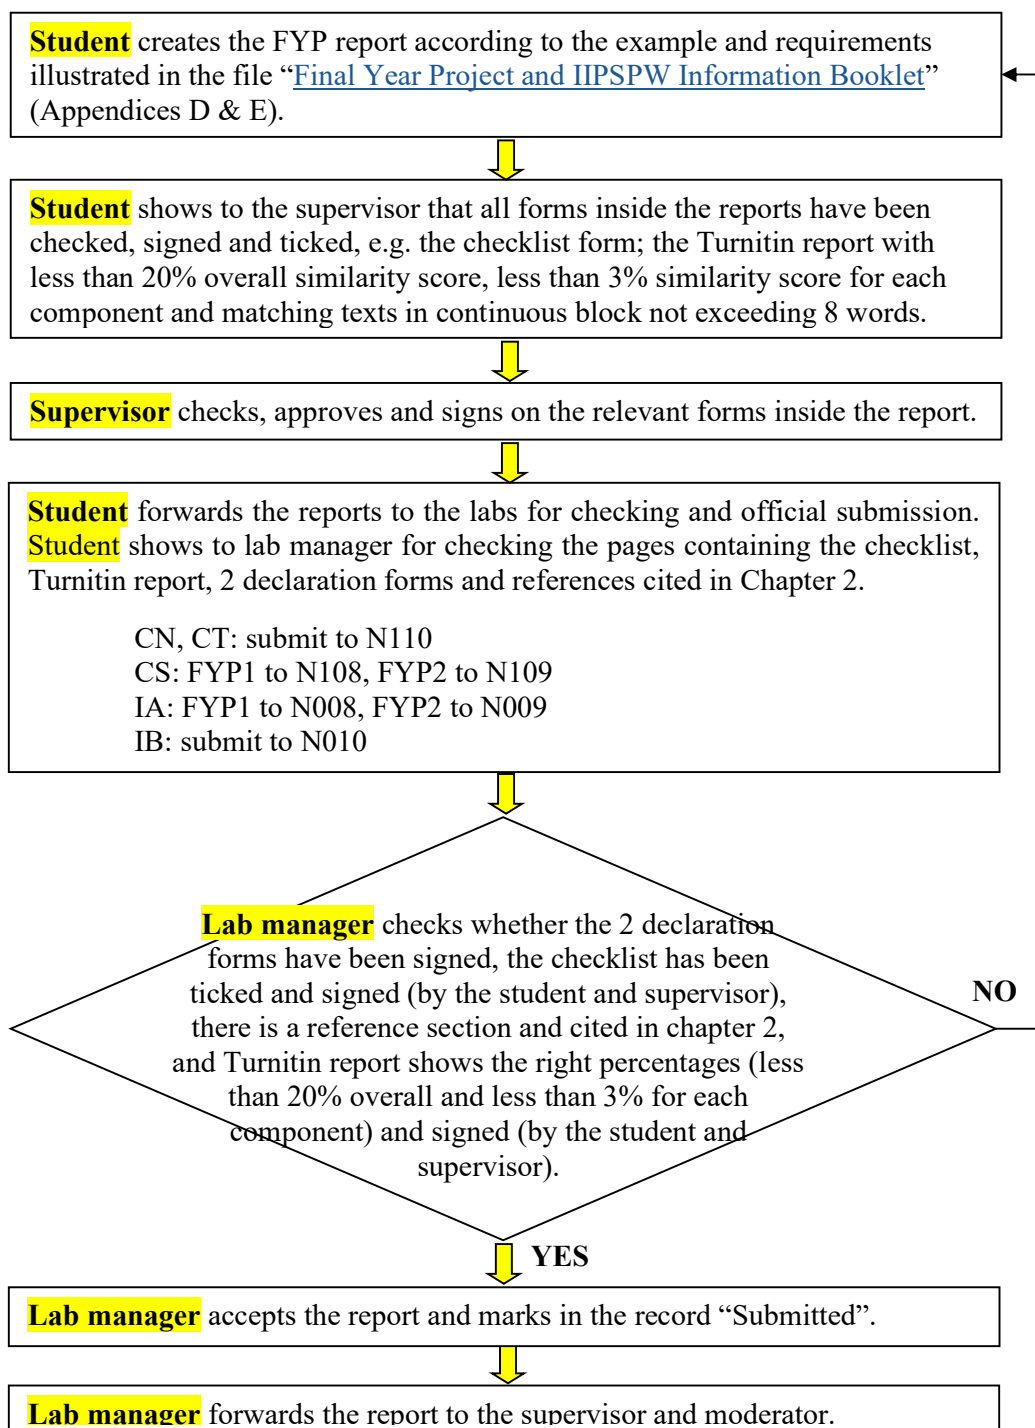 Student creates the FYP report according to the example and requirements
illustrated in the file “Final Year Project and IIPSPW Information Booklet”
(Appendices D & E).
Student shows to the supervisor that all forms inside the reports have been
checked, signed and ticked, e.g. the checklist form; the Turnitin report with
less than 20% overall similarity score, less than 3% similarity score for each
component and matching texts in continuous block not exceeding 8 words.
Supervisor checks, approves and signs on the relevant forms inside the report.
Student forwards the reports to the labs for checking and official submission.
Student shows to lab manager for checking the pages containing the checklist,
Turnitin report, 2 declaration forms and references cited in Chapter 2.
CN, CT: submit to N110
CS: FYP1 to N108, FYP2 to N109
IA: FYP1 to N008, FYP2 to N009
IB: submit to N010
Lab manager checks whether the 2 declaration
forms have been signed, the checklist has been
ticked and signed (by the student and supervisor),
there is a reference section and cited in chapter 2,
and Turnitin report shows the right percentages (less
than 20% overall and less than 3% for each
component) and signed (by the student and
supervisor).
NO
YES
Lab manager accepts the report and marks in the record “Submitted”.
Lab manager forwards the report to the supervisor and moderator.